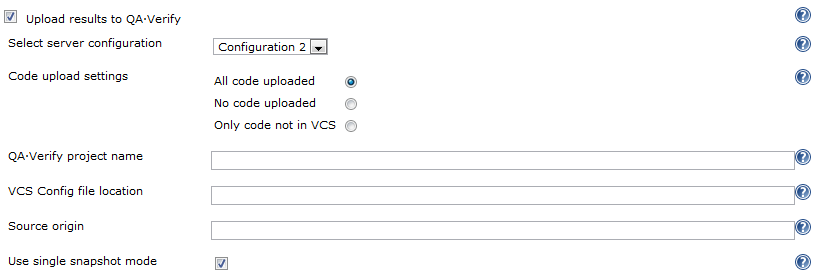 Upload results to QA·Verify
Select server configuration Configuration 2
Code upload settings All code uploaded
No code uploaded
Only code not in VCS
QA·Verify project name
VCS Config file location
Source origin
Use single snapshot mode